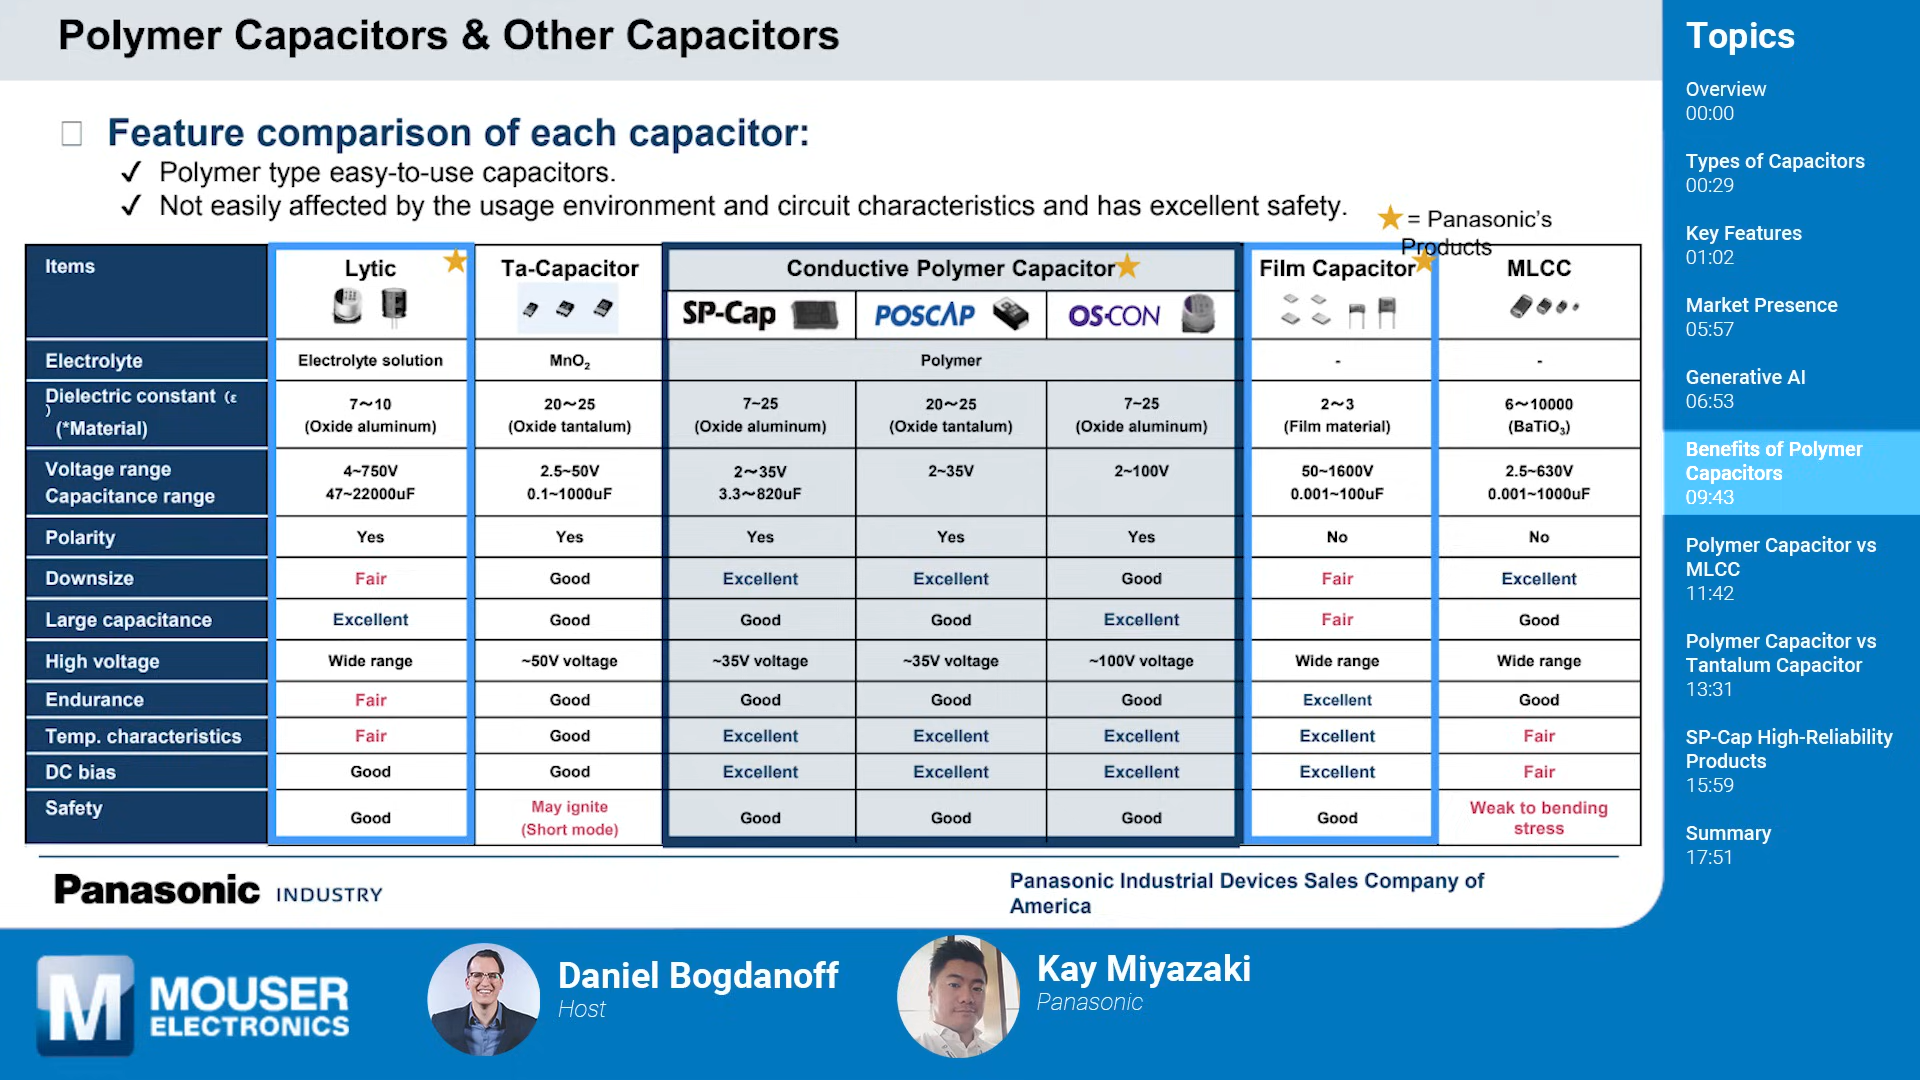 Polymer Capacitors & Other Capacitors
Feature comparison of each capacitor:
✓ Polymer type easy-to-use capacitors.
✓ Not easily affected by the usage environment and circuit characteristics and has excellent safety.
★ = Panasonic's
Products
Items
Lytic
Ta-Capacitor
Conductive Polymer Capacitor
Film Capacitor
MLCC
SP-Cap
POSCAP
OS-CON
Electrolyte
Electrolyte solution
MnO₂
Polymer
-
-
Dielectric constant (ε
)
(*Material)
7～10
(Oxide aluminum)
20～25
(Oxide tantalum)
7~25
(Oxide aluminum)
20～25
(Oxide tantalum)
7~25
(Oxide aluminum)
2～3
(Film material)
6～10000
(BaTiO₃)
Voltage range
Capacitance range
4~750V
47~22000uF
2.5~50V
0.1~1000uF
2～35V
3.3～820uF
2~35V
2~100V
50~1600V
0.001~100uF
2.5~630V
0.001~1000uF
Polarity
Yes
Yes
Yes
Yes
Yes
No
No
Downsize
Fair
Good
Excellent
Excellent
Good
Fair
Excellent
Large capacitance
Excellent
Good
Good
Good
Excellent
Fair
Good
High voltage
Wide range
~50V voltage
~35V voltage
~35V voltage
~100V voltage
Wide range
Wide range
Endurance
Fair
Good
Good
Good
Good
Excellent
Good
Temp. characteristics
Fair
Good
Excellent
Excellent
Excellent
Excellent
Fair
DC bias
Good
Good
Excellent
Excellent
Excellent
Excellent
Fair
Safety
Good
May ignite
(Short mode)
Good
Good
Good
Good
Weak to bending
stress
Panasonic INDUSTRY
Panasonic Industrial Devices Sales Company of
America
M MOUSER
ELECTRONICS
Daniel Bogdanoff
Host
Kay Miyazaki
Panasonic
Topics
Overview
00:00
Types of Capacitors
00:29
Key Features
01:02
Market Presence
05:57
Generative AI
06:53
Benefits of Polymer
Capacitors
09:43
Polymer Capacitor vs
MLCC
11:42
Polymer Capacitor vs
Tantalum Capacitor
13:31
SP-Cap High-Reliability
Products
15:59
Summary
17:51